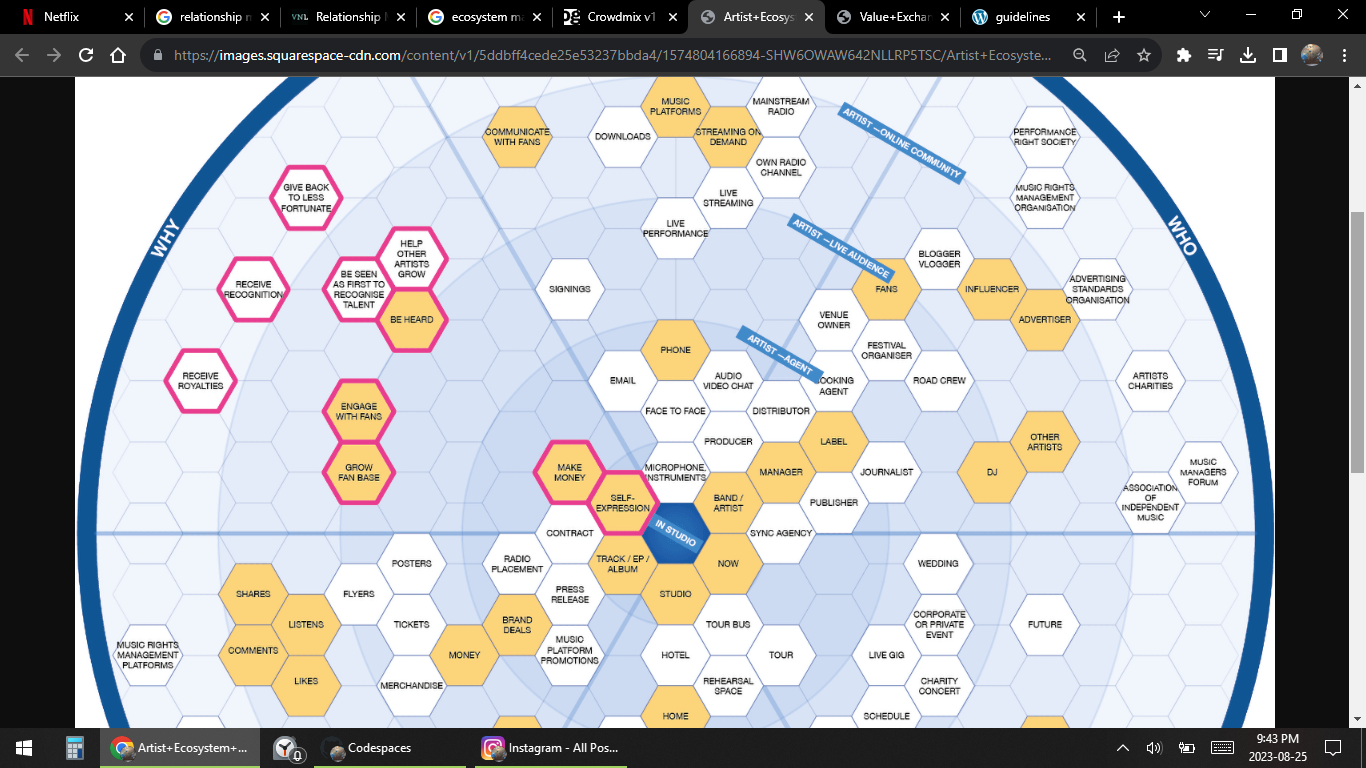 Netflix
relationship n
Relationship M
ecosystem ma
Crowdmix v1
Artist+Ecosys
Value+Exchan
guidelines
https://images.squarespace-cdn.com/content/v1/5ddbff4cede25e53237bbda4/1574804166894-SHW6OWAW642NLLRP5TSC/Artist+Ecosyste...
WHY
WHO
ARTIST —ONLINE COMMUNITY
ARTIST —LIVE AUDIENCE
ARTIST —AGENT
IN STUDIO
COMMUNICATE
WITH FANS
DOWNLOADS
MUSIC
PLATFORMS
STREAMING ON
DEMAND
MAINSTREAM
RADIO
OWN RADIO
CHANNEL
LIVE
STREAMING
LIVE
PERFORMANCE
SIGNINGS
PHONE
EMAIL
AUDIO
VIDEO CHAT
FACE TO FACE
MICROPHONE,
INSTRUMENTS
GIVE BACK
TO LESS
FORTUNATE
HELP
OTHER
ARTISTS
GROW
RECEIVE
RECOGNITION
BE SEEN
AS FIRST TO
RECOGNISE
TALENT
BE HEARD
RECEIVE
ROYALTIES
ENGAGE
WITH FANS
GROW
FAN BASE
MAKE
MONEY
SELF-
EXPRESSION
PERFORMANCE
RIGHT SOCIETY
MUSIC RIGHTS
MANAGEMENT
ORGANISATION
BLOGGER
VLOGGER
FANS
INFLUENCER
ADVERTISING
STANDARDS
ORGANISATION
ADVERTISER
VENUE
OWNER
FESTIVAL
ORGANISER
BOOKING
AGENT
ROAD CREW
ARTISTS
CHARITIES
DISTRIBUTOR
PRODUCER
LABEL
OTHER
ARTISTS
MANAGER
JOURNALIST
DJ
MUSIC
MANAGERS
FORUM
BAND /
ARTIST
PUBLISHER
ASSOCIATION
OF
INDEPENDENT
MUSIC
SYNC AGENCY
CONTRACT
TRACK / EP /
ALBUM
RADIO
PLACEMENT
POSTERS
PRESS
RELEASE
SHARES
FLYERS
LISTENS
TICKETS
BRAND
DEALS
MUSIC RIGHTS
MANAGEMENT
PLATFORMS
COMMENTS
MONEY
MUSIC
PLATFORM
PROMOTIONS
LIKES
MERCHANDISE
NOW
STUDIO
WEDDING
TOUR BUS
CORPORATE
OR PRIVATE
EVENT
FUTURE
HOTEL
TOUR
LIVE GIG
REHEARSAL
SPACE
CHARITY
CONCERT
HOME
SCHEDULE
Artist+Ecosystem+...
Codespaces
Instagram - All Pos...
9:43 PM
2023-08-25